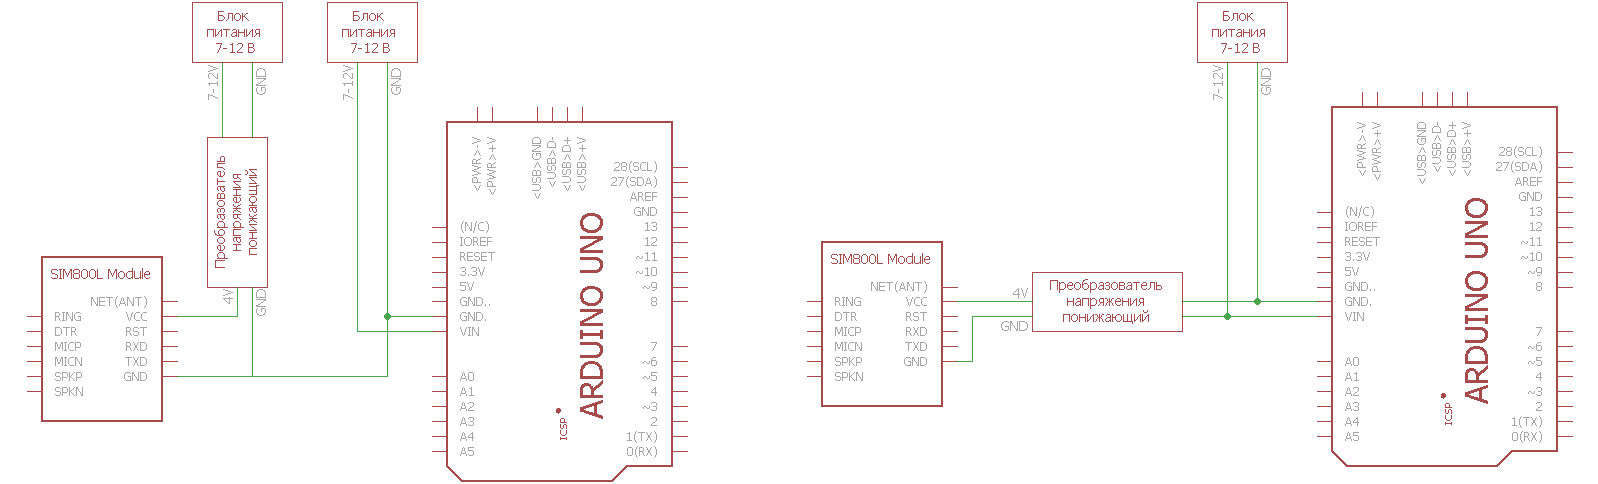 Блок
питания
7-12 В
Блок
питания
7-12 В
7-12V
GND
7-12V
GND
Преобразователь
напряжения
понижающий
4V
GND
SIM800L Module
NET(ANT)
RING
VCC
DTR
RST
MICP
RXD
MICN
TXD
SPKP
GND
SPKN
<PWR>-V
<PWR>+V
<USB>GND
<USB>D-
<USB>D+
<USB>+V
28(SCL)
27(SDA)
AREF
GND
(N/C)
13
IOREF
12
RESET
~11
3.3V
~10
5V
~9
GND..
8
GND.
VIN
7
~6
A0
~5
A1
4
A2
~3
A3
2
A4
1(TX)
A5
0(RX)
ARDUINO UNO
ICSP
Блок
питания
7-12 В
7-12V
GND
SIM800L Module
NET(ANT)
RING
VCC
DTR
RST
MICP
RXD
MICN
TXD
SPKP
GND
SPKN
4V
GND
Преобразователь
напряжения
понижающий
<PWR>-V
<PWR>+V
<USB>GND
<USB>D-
<USB>D+
<USB>+V
28(SCL)
27(SDA)
AREF
GND
(N/C)
13
IOREF
12
RESET
~11
3.3V
~10
5V
~9
GND..
8
GND.
VIN
7
~6
A0
~5
A1
4
A2
~3
A3
2
A4
1(TX)
A5
0(RX)
ARDUINO UNO
ICSP